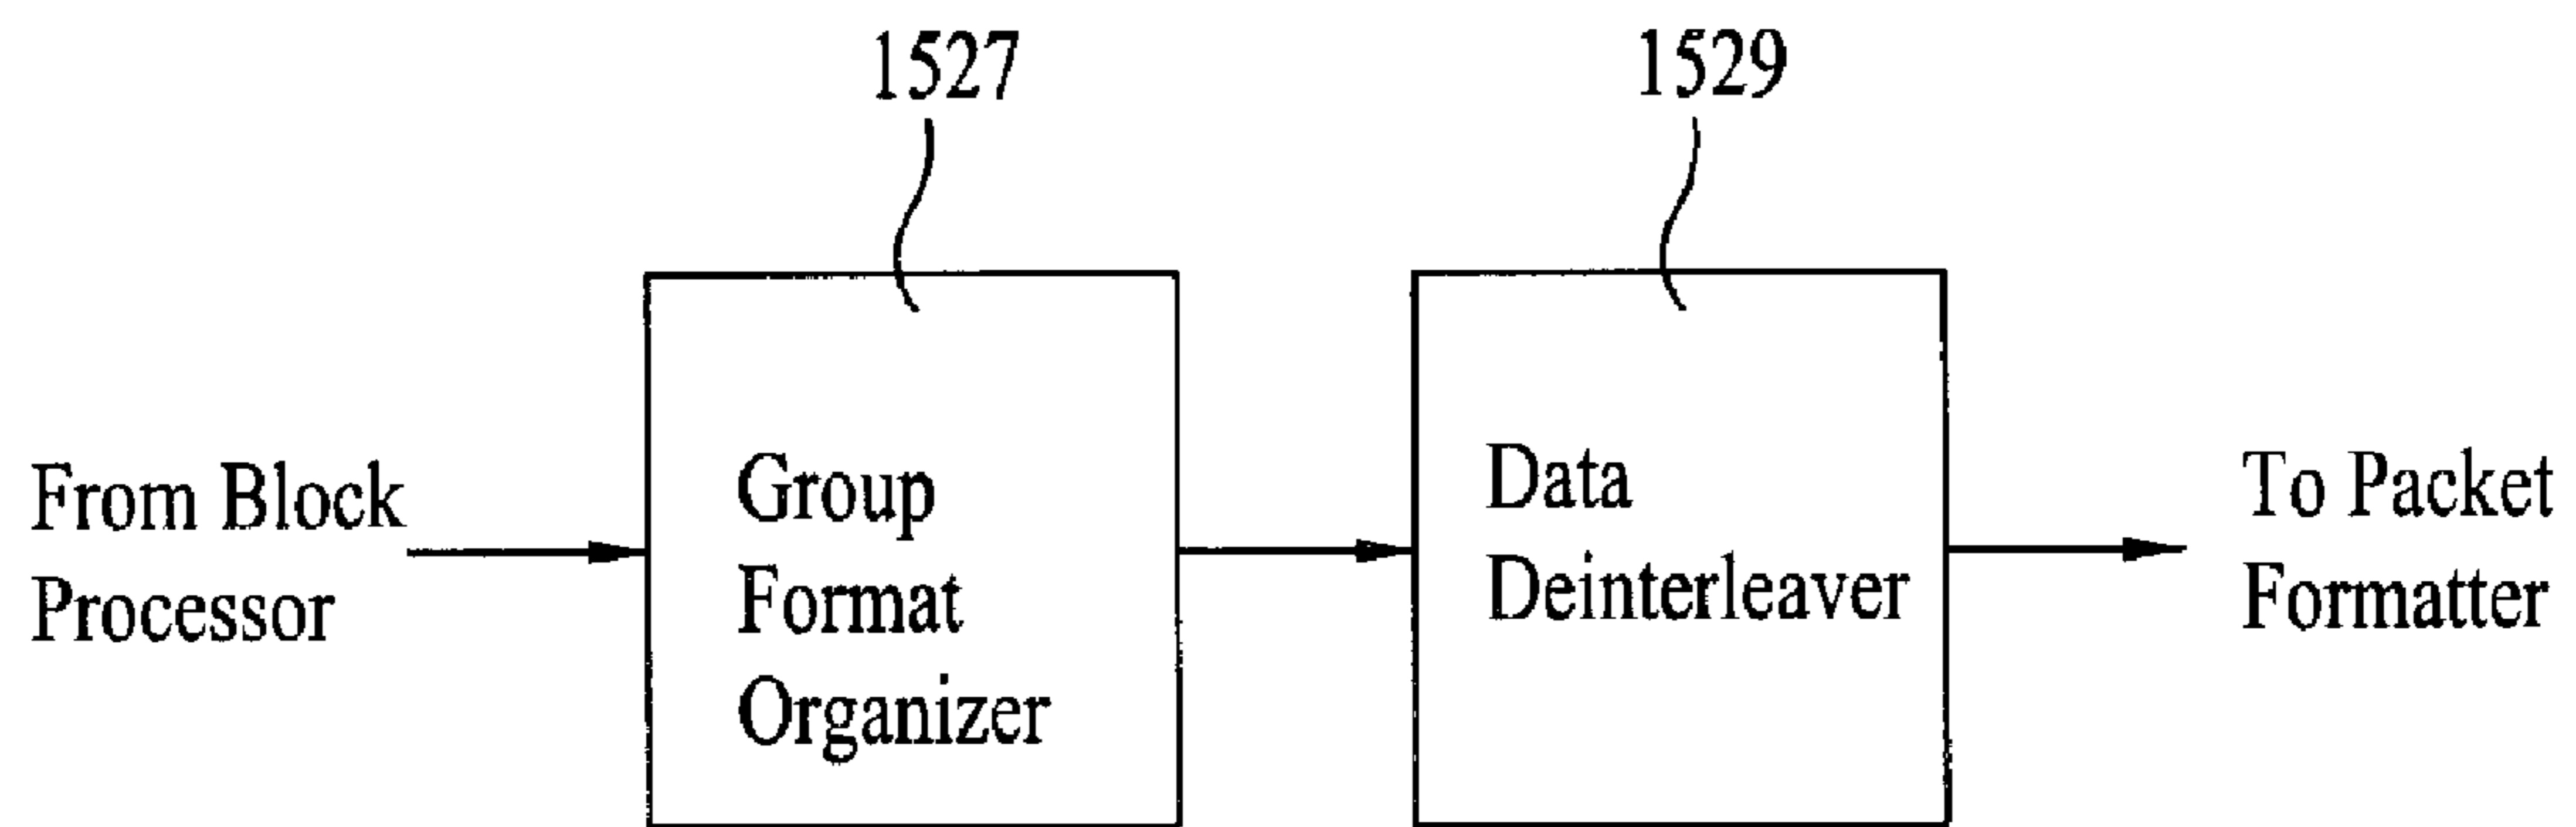 1527
1529
From Block
Processor
Group
Format
Organizer
Data
Deinterleaver
To Packet
Formatter